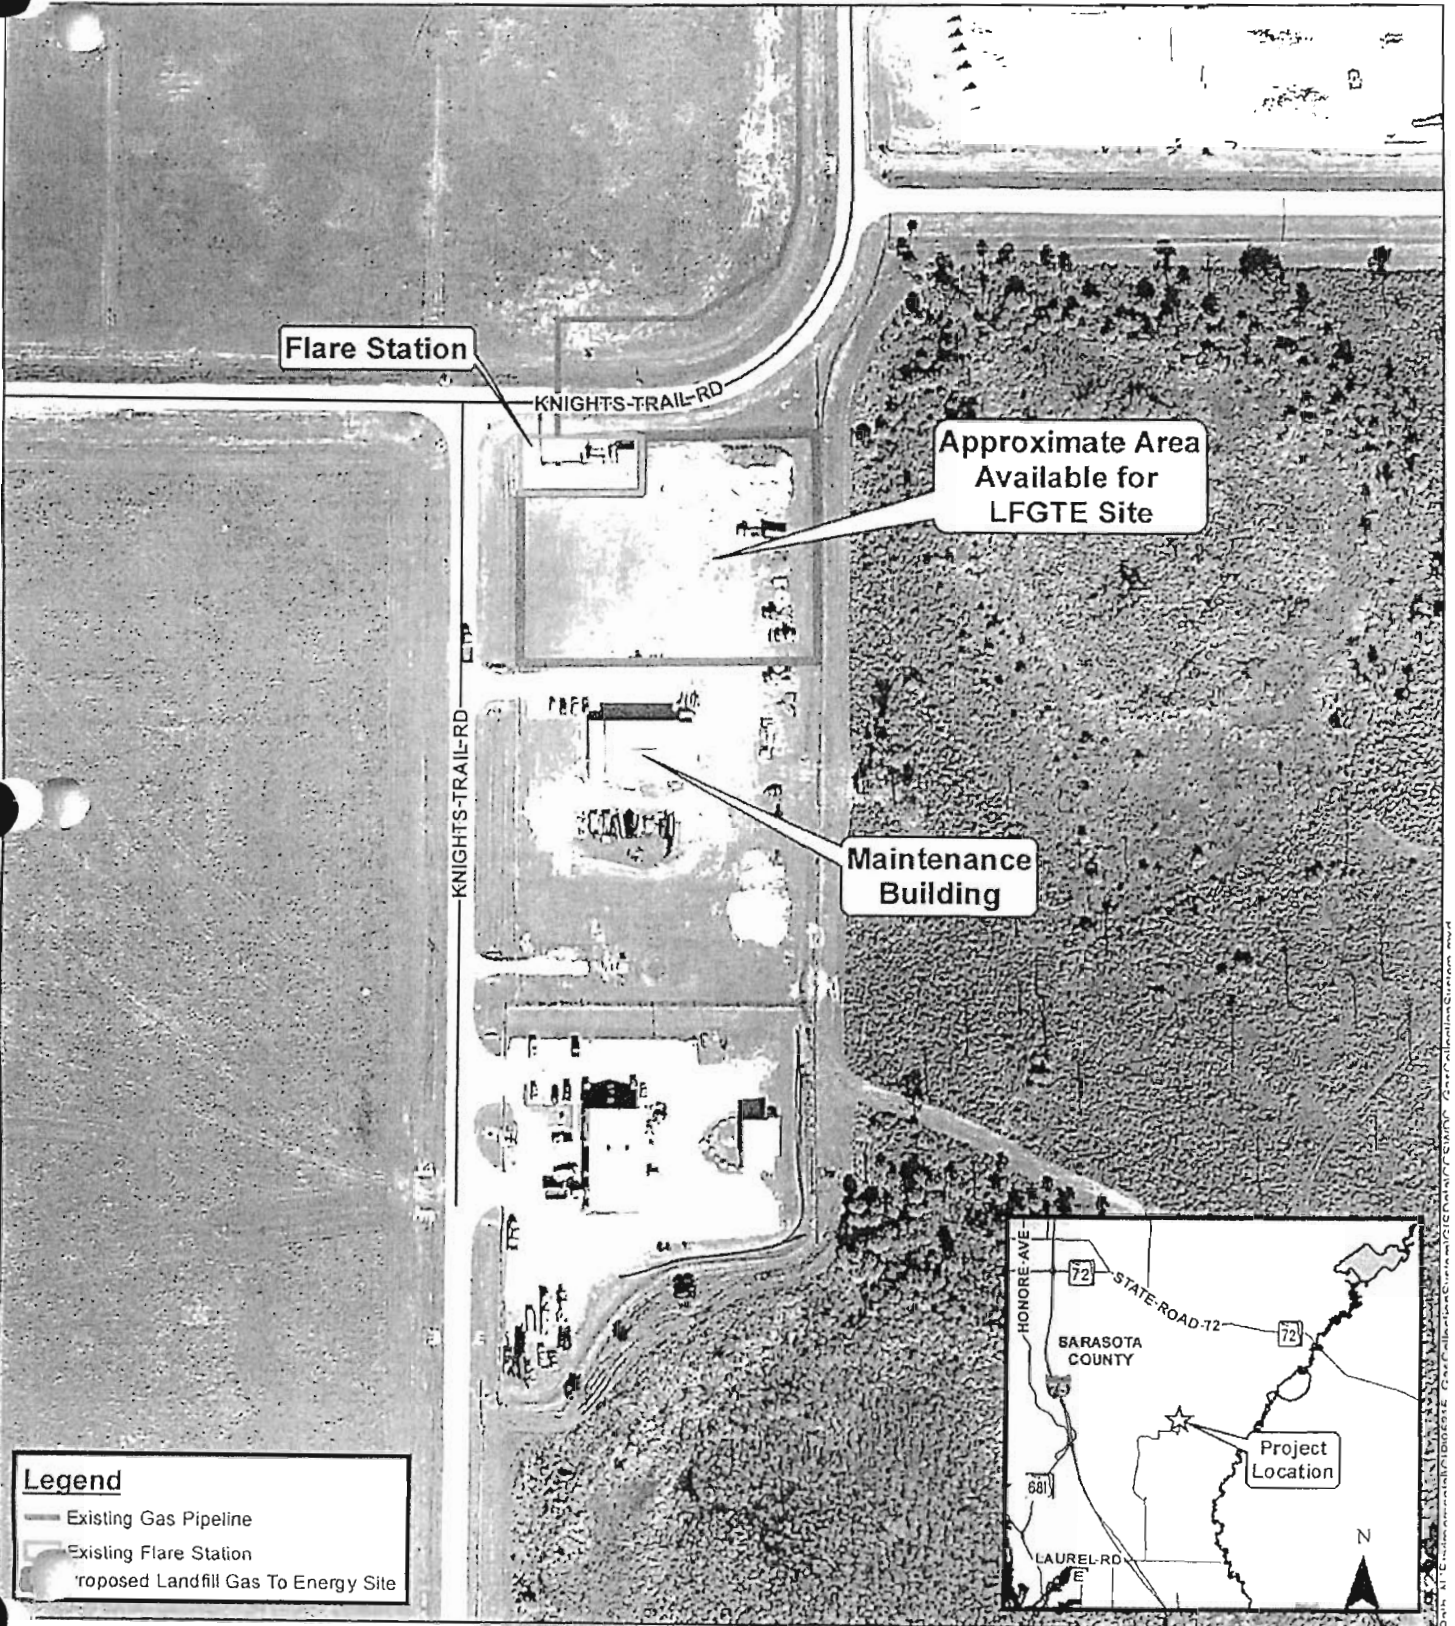 Flare Station
KNIGHTS-TRAIL-RD
Approximate Area
Available for
LFGTE Site
KNIGHTS-TRAIL-RD
Maintenance
Building
HONORE-AVE
72
STATE-ROAD-72
72
SARASOTA
COUNTY
Project
Location
681
LAUREL-RD
E
N
Legend
Existing Gas Pipeline
Existing Flare Station
roposed Landfill Gas To Energy Site